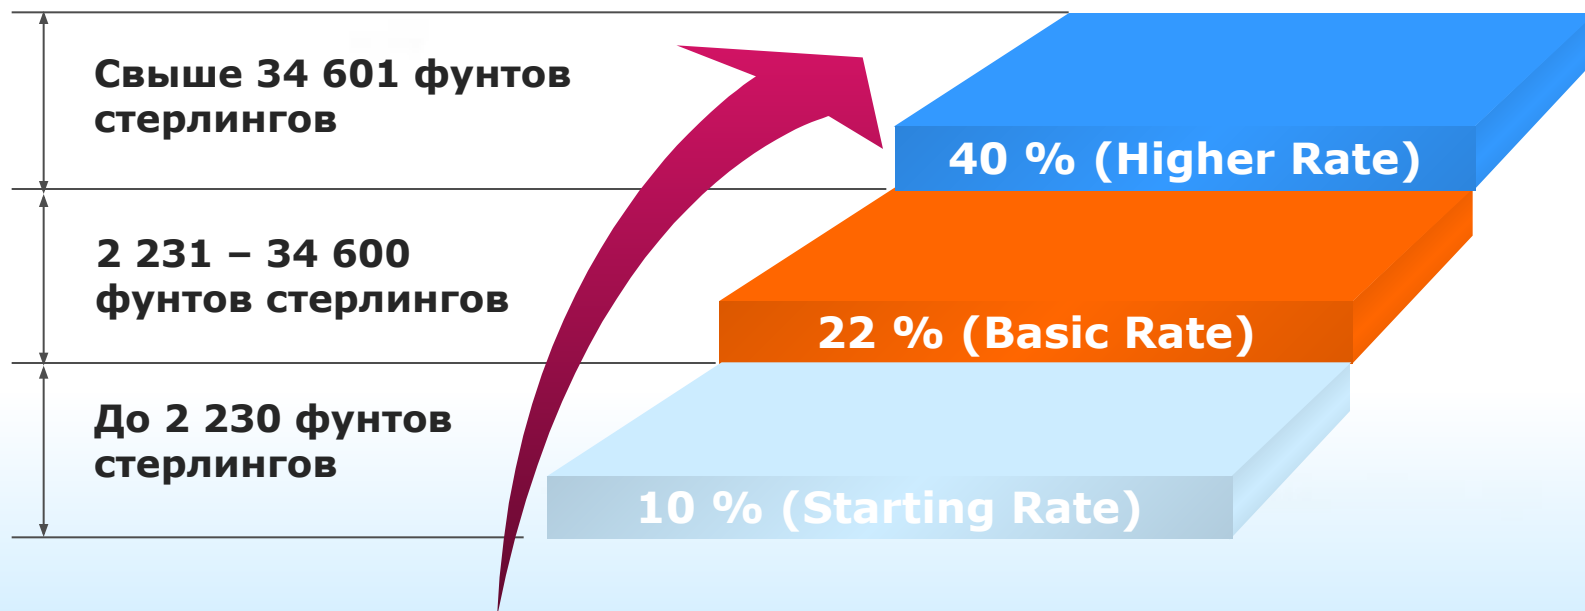 Свыше 34 601 фунтов
стерлингов
40 % (Higher Rate)
2 231 – 34 600
фунтов стерлингов
22 % (Basic Rate)
До 2 230 фунтов
стерлингов
10 % (Starting Rate)